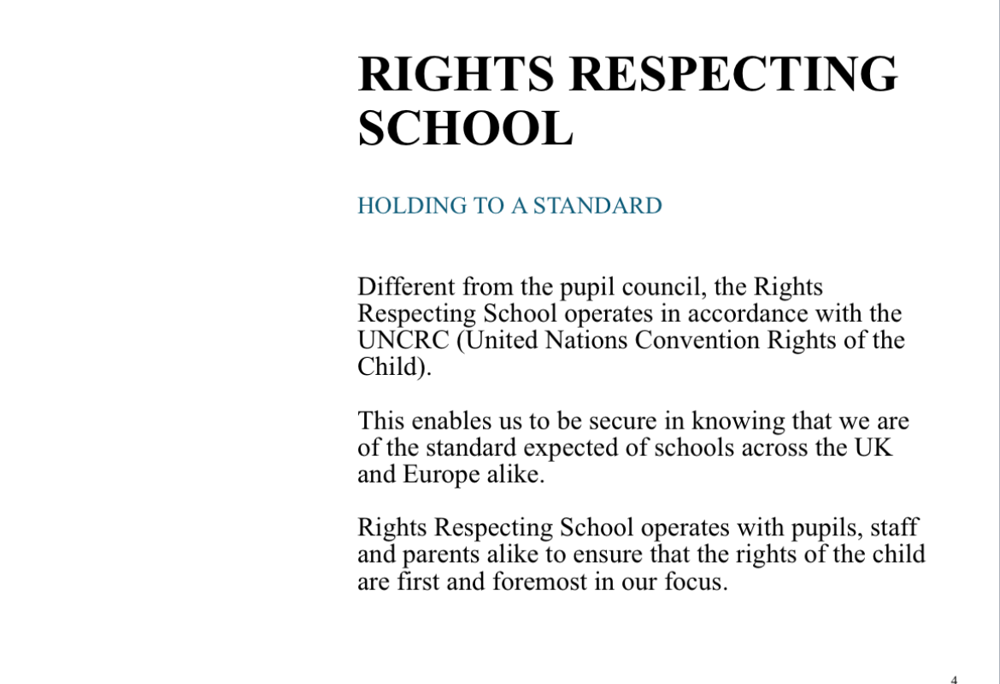 RIGHTS RESPECTING
SCHOOL
HOLDING TO A STANDARD
Different from the pupil council, the Rights
Respecting School operates in accordance with the
UNCRC (United Nations Convention Rights of the
Child).
This enables us to be secure in knowing that we are
of the standard expected of schools across the UK
and Europe alike.
Rights Respecting School operates with pupils, staff
and parents alike to ensure that the rights of the child
are first and foremost in our focus.
4